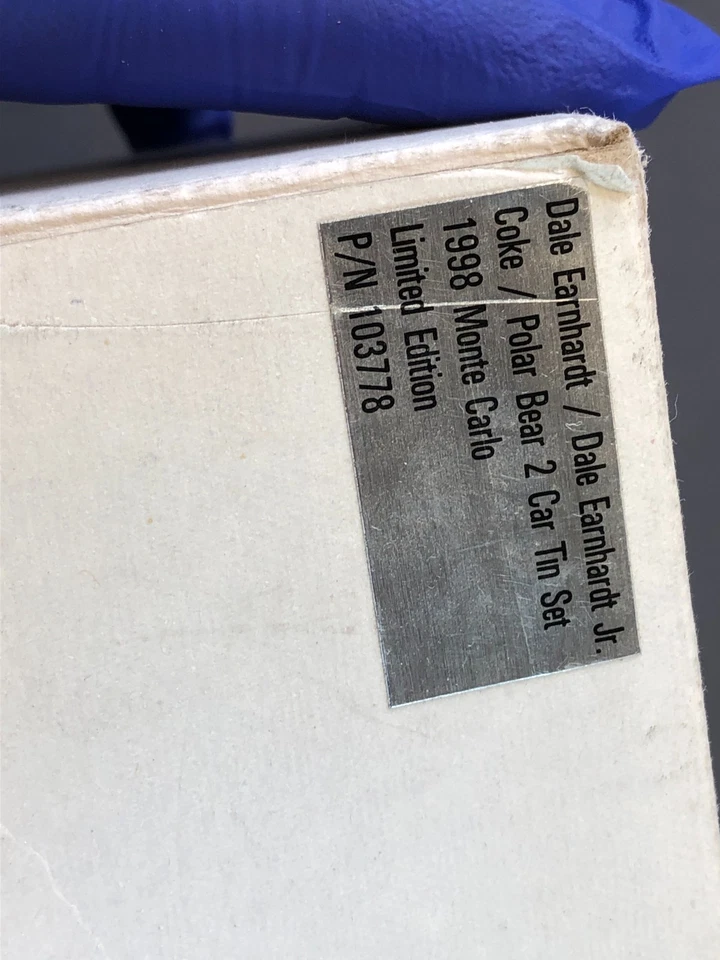 Dale Earnhardt / Dale Earnhardt Jr.
Coke / Polar Bear 2 Car Tin Set
1998 Monte Carlo
Limited Edition
P/N 103778